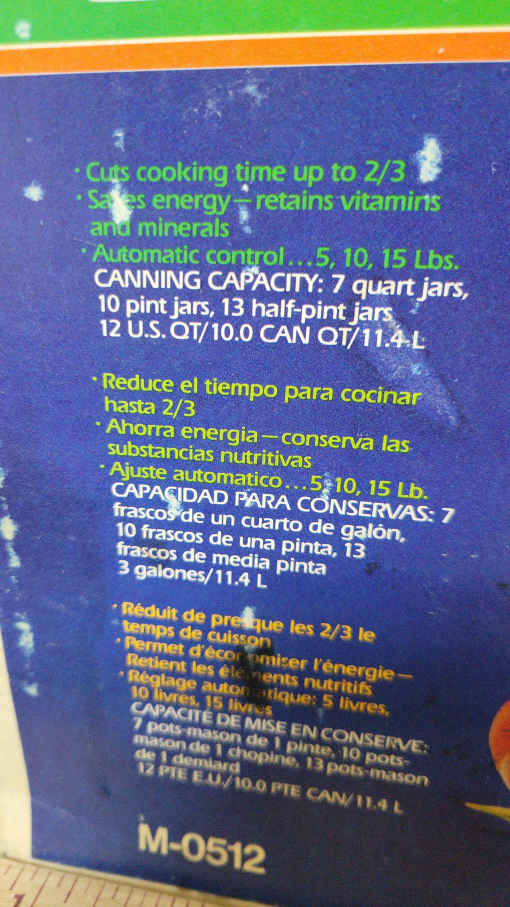 · Cuts cooking time up to 2/3
· Saves energy—retains vitamins
and minerals
· Automatic control...5, 10, 15 Lbs.
CANNING CAPACITY: 7 quart jars,
10 pint jars, 13 half-pint jars
12 U.S. QT/10.0 CAN QT/11.4 L
· Reduce el tiempo para cocinar
hasta 2/3
· Ahorra energia—conserva las
substancias nutritivas
· Ajuste automatico...5, 10, 15 Lb.
CAPACIDAD PARA CONSERVAS: 7
frascos de un cuarto de galón,
10 frascos de una pinta, 13
frascos de media pinta
3 galones/11.4 L
· Réduit de presque les 2/3 le
temps de cuisson
· Permet d'économiser l'énergie—
Retient les éléments nutritifs
· Réglage automatique: 5 livres,
10 livres, 15 livres
CAPACITÉ DE MISE EN CONSERVE:
7 pots-mason de 1 pinte, 10 pots-
mason de 1 chopine, 13 pots-mason
de 1 demiard
12 PTE E.U./10.0 PTE CAN/11.4 L
M-0512
1